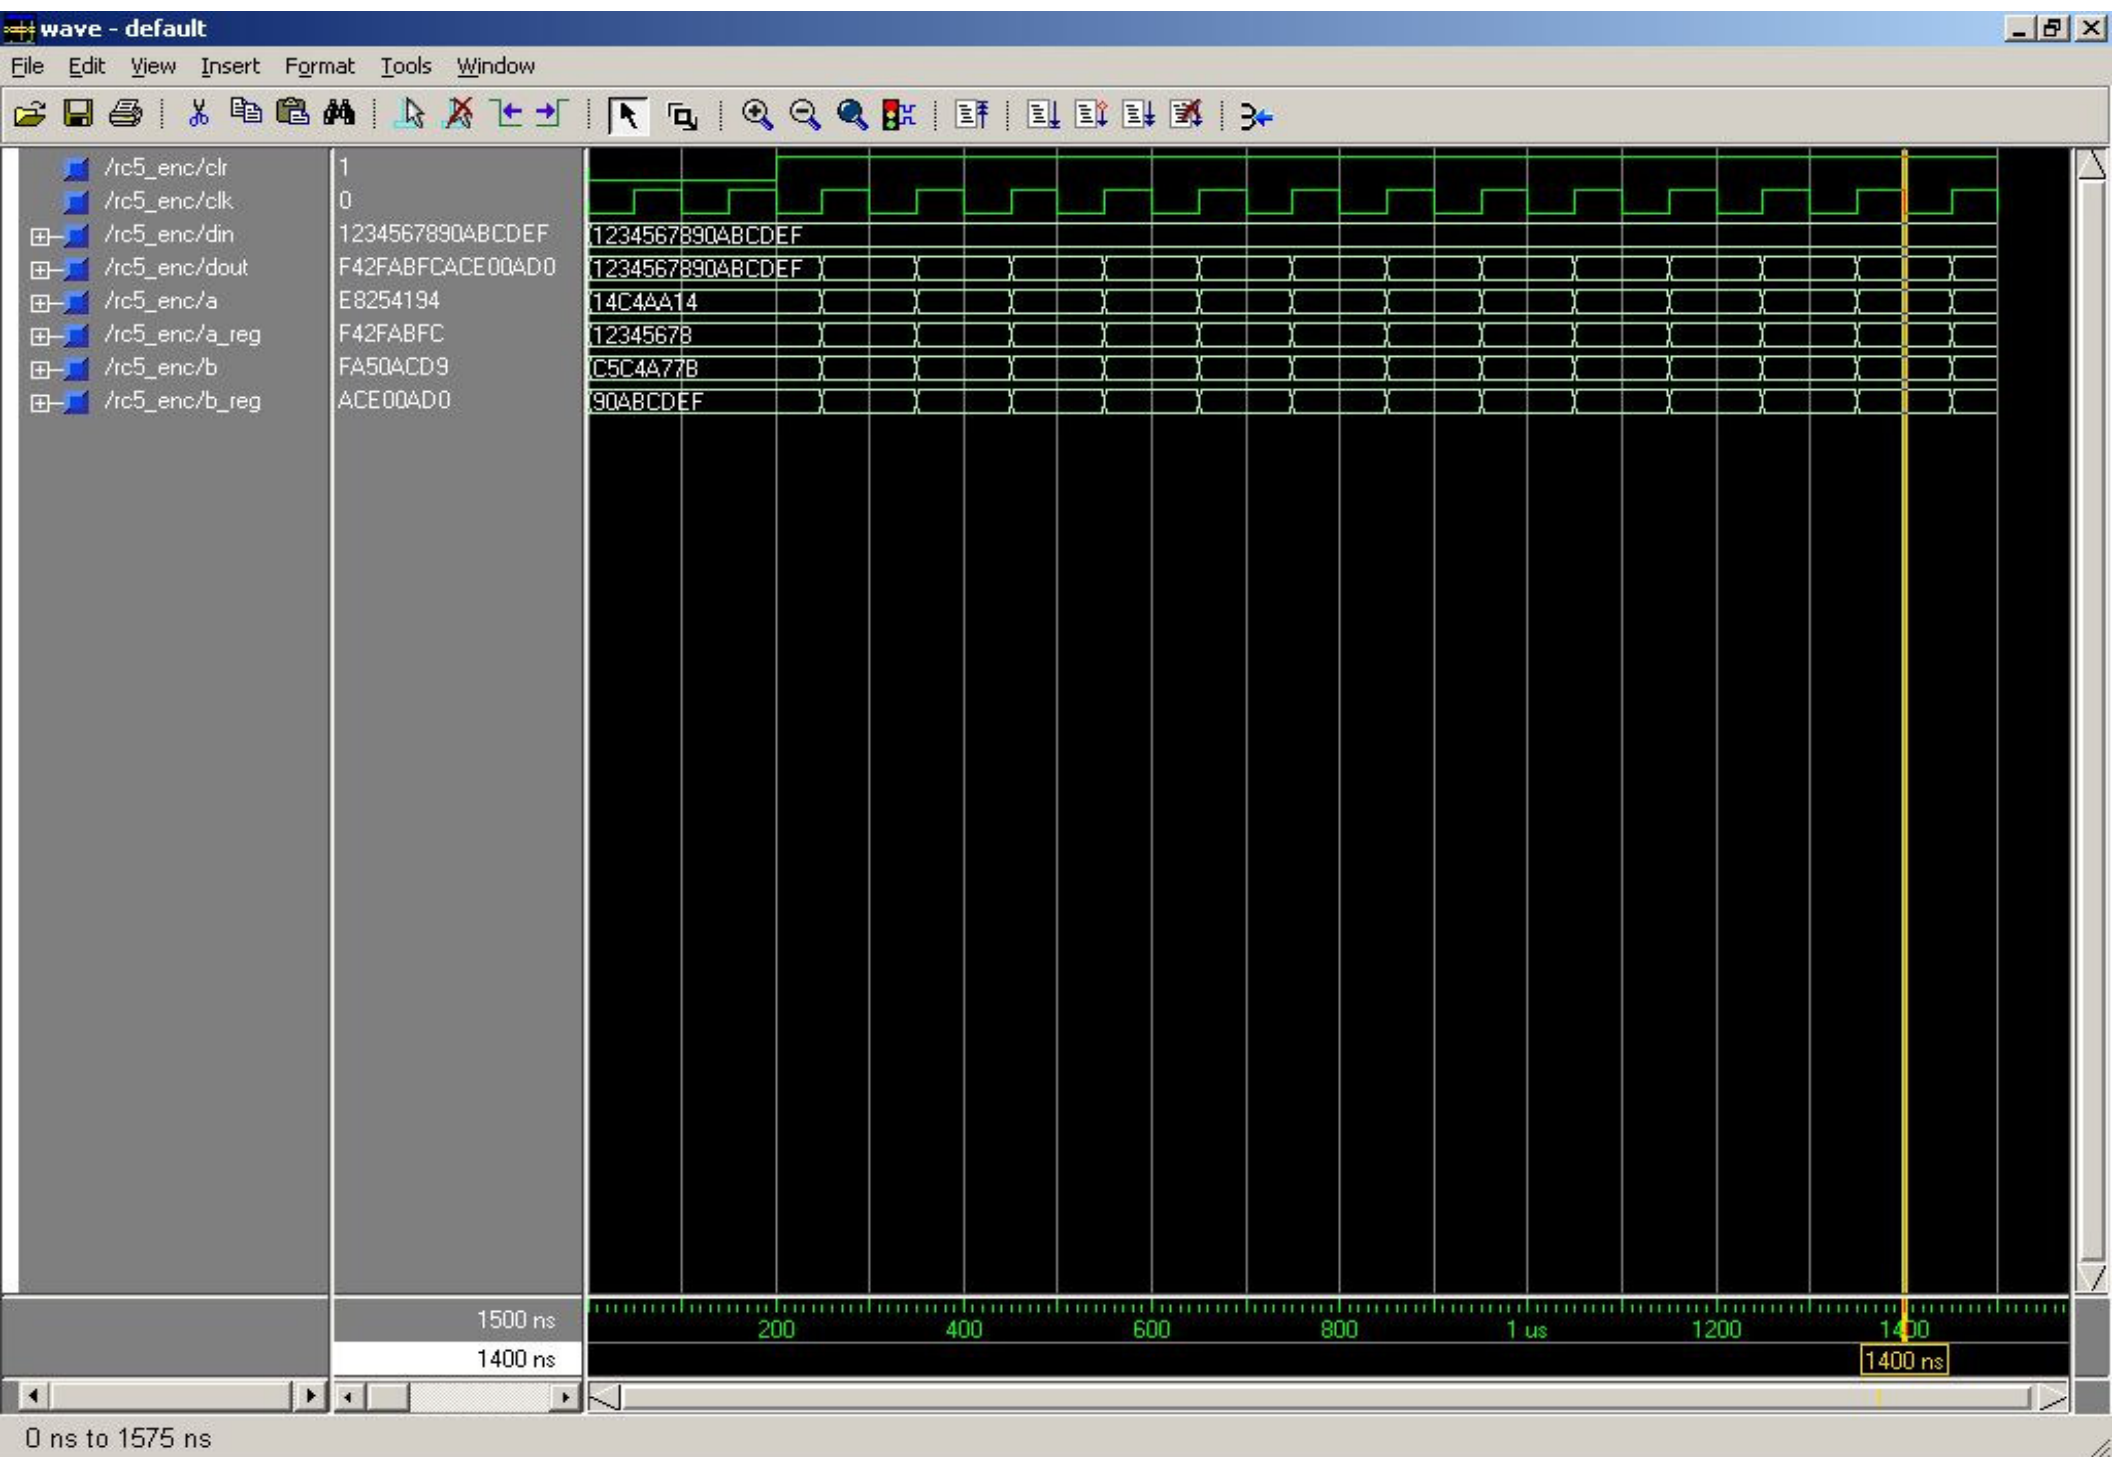 wave - default
File Edit View Insert Format Tools Window
/rc5_enc/clr 1
/rc5_enc/clk 0
/rc5_enc/din 1234567890ABCDEF 1234567890ABCDEF
/rc5_enc/dout F42FABFCACE00AD0 1234567890ABCDEF
/rc5_enc/a E8254194 14C4AA14
/rc5_enc/a_reg F42FABFC 12345678
/rc5_enc/b FA50ACD9 C5C4A77B
/rc5_enc/b_reg ACE00AD0 90ABCDEF
1500 ns 200 400 600 800 1 us 1200 1400
1400 ns 1400 ns
0 ns to 1575 ns